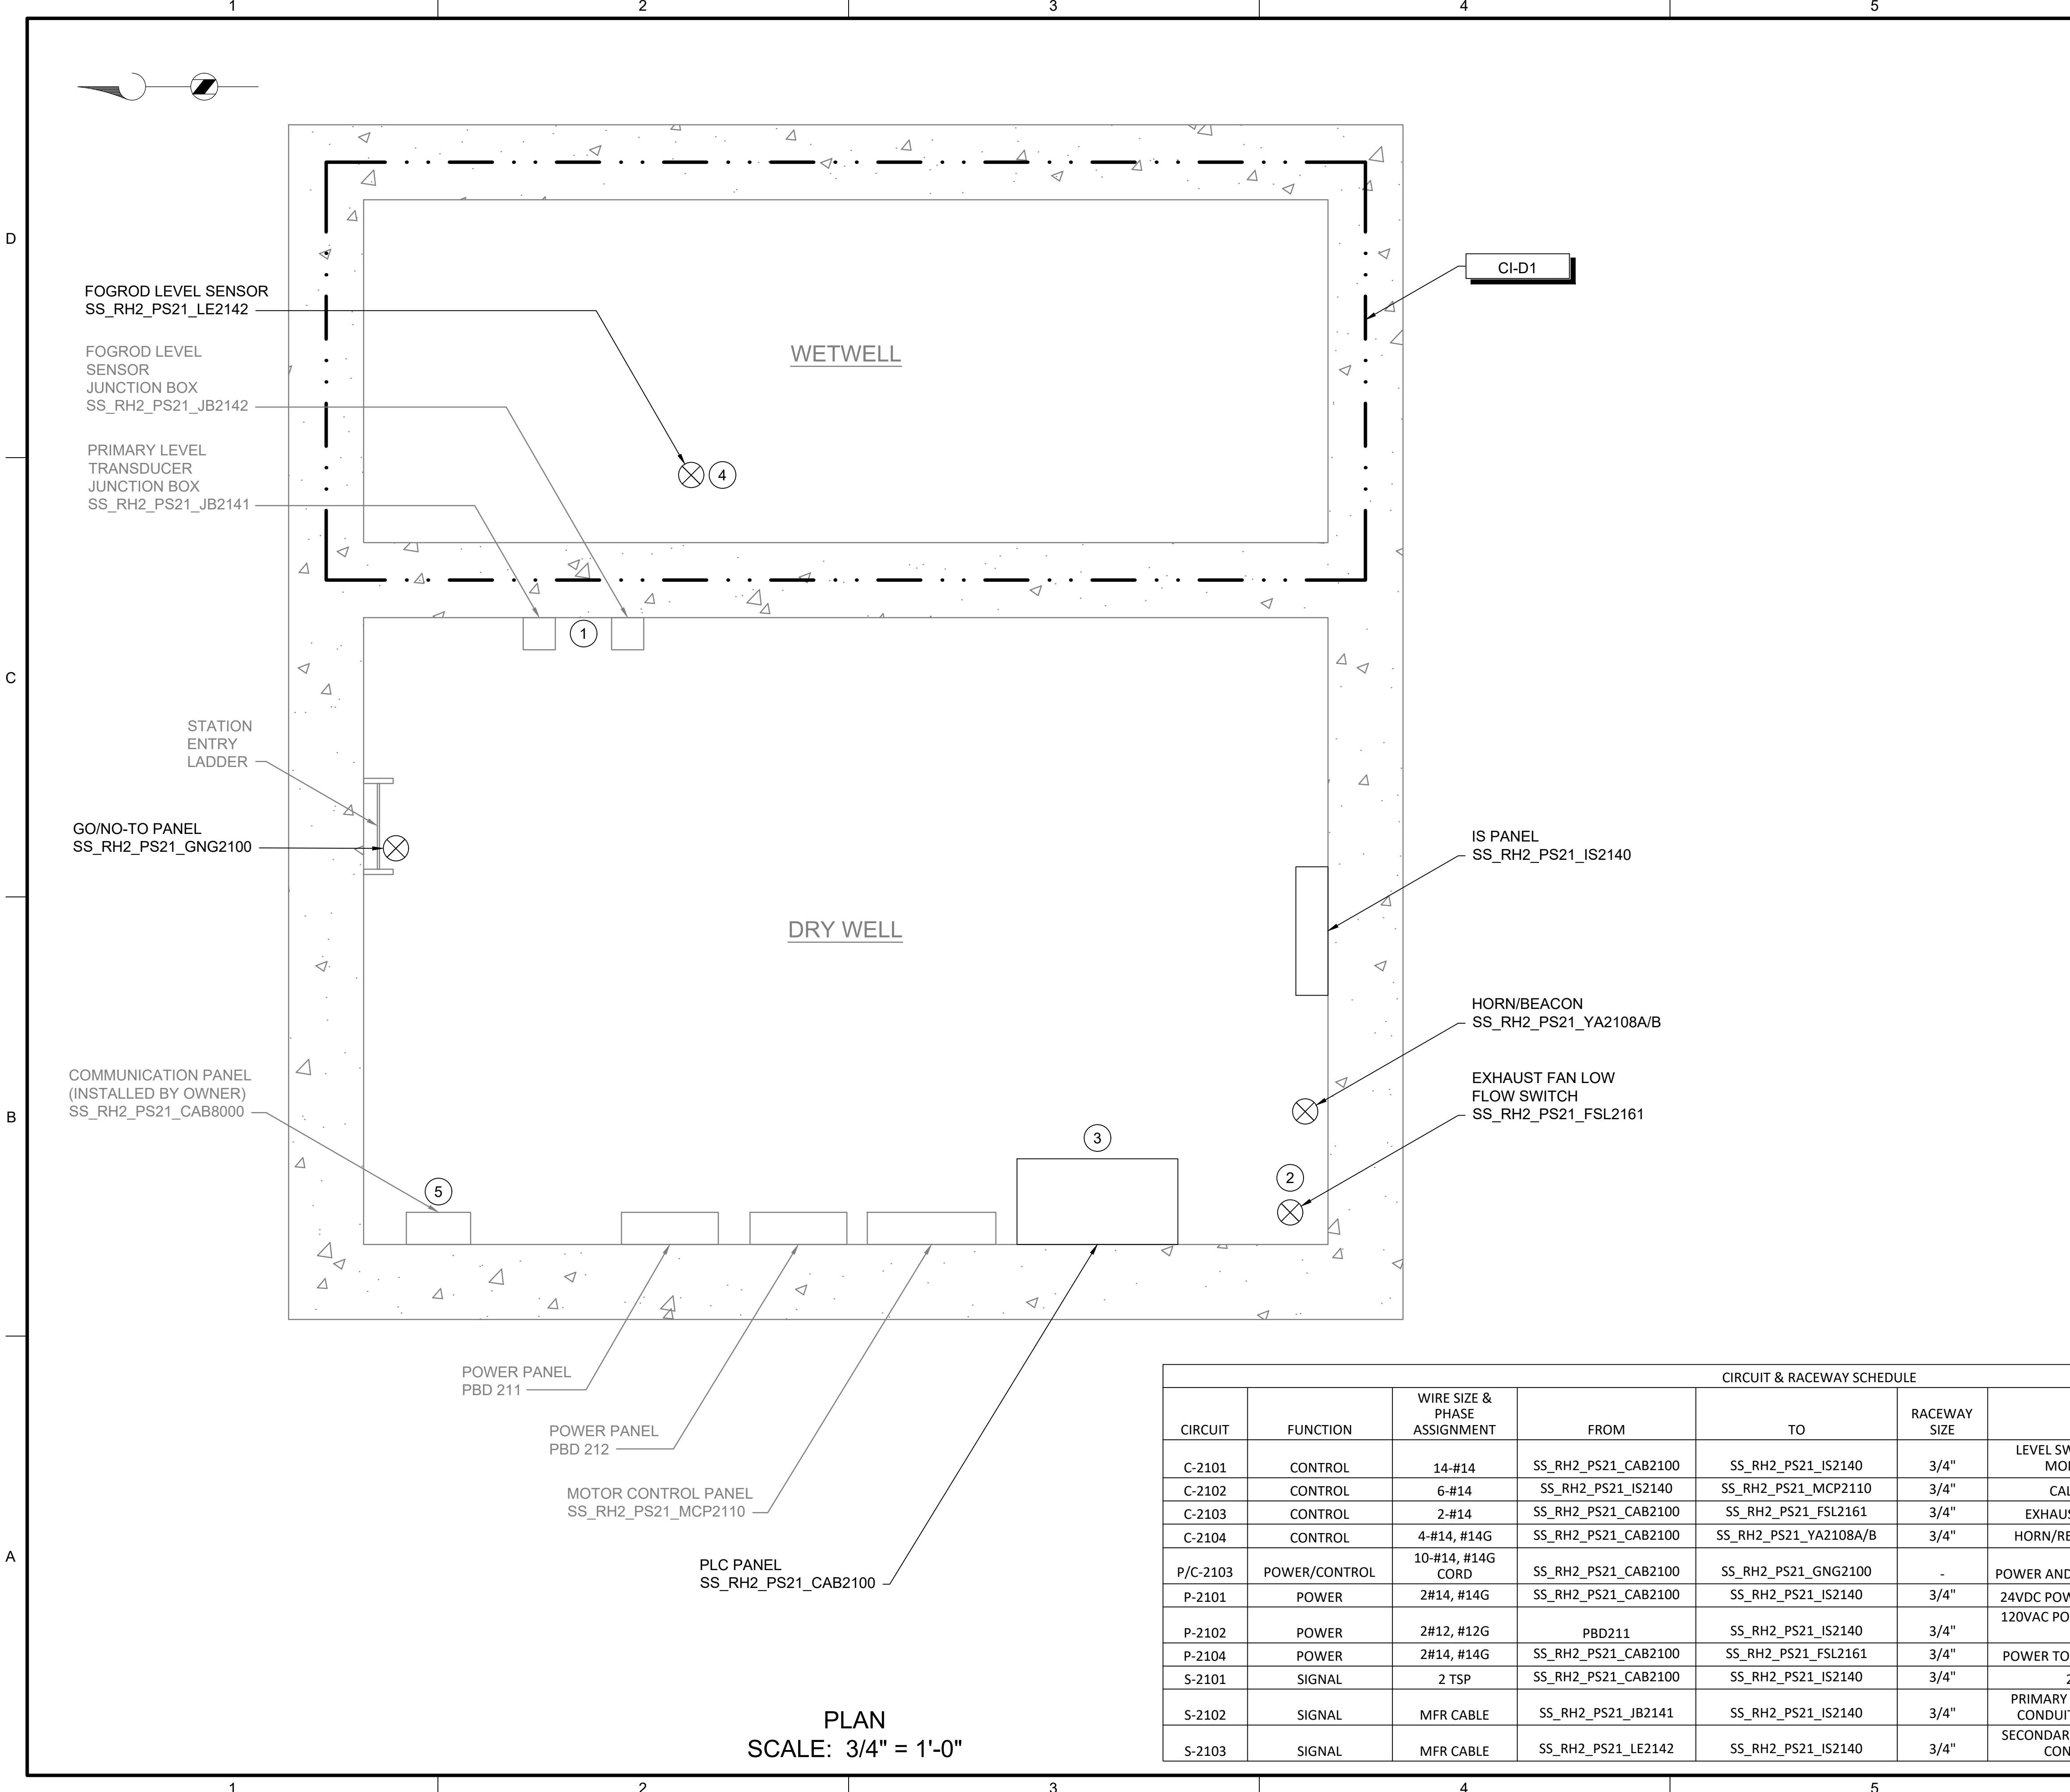 1 2 3 4 5
D
C
B
A
FOGROD LEVEL SENSOR
SS_RH2_PS21_LE2142
FOGROD LEVEL
SENSOR
JUNCTION BOX
SS_RH2_PS21_JB2142
PRIMARY LEVEL
TRANSDUCER
JUNCTION BOX
SS_RH2_PS21_JB2141
WETWELL
4
CI-D1
1
STATION
ENTRY
LADDER
GO/NO-TO PANEL
SS_RH2_PS21_GNG2100
DRY WELL
IS PANEL
SS_RH2_PS21_IS2140
HORN/BEACON
SS_RH2_PS21_YA2108A/B
EXHAUST FAN LOW
FLOW SWITCH
SS_RH2_PS21_FSL2161
COMMUNICATION PANEL
(INSTALLED BY OWNER)
SS_RH2_PS21_CAB8000
5
3
2
POWER PANEL
PBD 211
POWER PANEL
PBD 212
MOTOR CONTROL PANEL
SS_RH2_PS21_MCP2110
PLC PANEL
SS_RH2_PS21_CAB2100
PLAN
SCALE: 3/4" = 1'-0"
CIRCUIT & RACEWAY SCHEDULE
CIRCUIT FUNCTION WIRE SIZE & PHASE ASSIGNMENT FROM TO RACEWAY SIZE
C-2101 CONTROL 14-#14 SS_RH2_PS21_CAB2100 SS_RH2_PS21_IS2140 3/4" LEVEL
C-2102 CONTROL 6-#14 SS_RH2_PS21_IS2140 SS_RH2_PS21_MCP2110 3/4"
C-2103 CONTROL 2-#14 SS_RH2_PS21_CAB2100 SS_RH2_PS21_FSL2161 3/4"
C-2104 CONTROL 4-#14, #14G SS_RH2_PS21_CAB2100 SS_RH2_PS21_YA2108A/B 3/4"
P/C-2103 POWER/CONTROL 10-#14, #14G CORD SS_RH2_PS21_CAB2100 SS_RH2_PS21_GNG2100 - POWER AND
P-2101 POWER 2#14, #14G SS_RH2_PS21_CAB2100 SS_RH2_PS21_IS2140 3/4" 24VDC
P-2102 POWER 2#12, #12G PBD211 SS_RH2_PS21_IS2140 3/4" 120VAC
P-2104 POWER 2#14, #14G SS_RH2_PS21_CAB2100 SS_RH2_PS21_FSL2161 3/4" POWER TO
S-2101 SIGNAL 2 TSP SS_RH2_PS21_CAB2100 SS_RH2_PS21_IS2140 3/4"
S-2102 SIGNAL MFR CABLE SS_RH2_PS21_JB2141 SS_RH2_PS21_IS2140 3/4" PRIMARY
S-2103 SIGNAL MFR CABLE SS_RH2_PS21_LE2142 SS_RH2_PS21_IS2140 3/4"
1 2 3 4 5